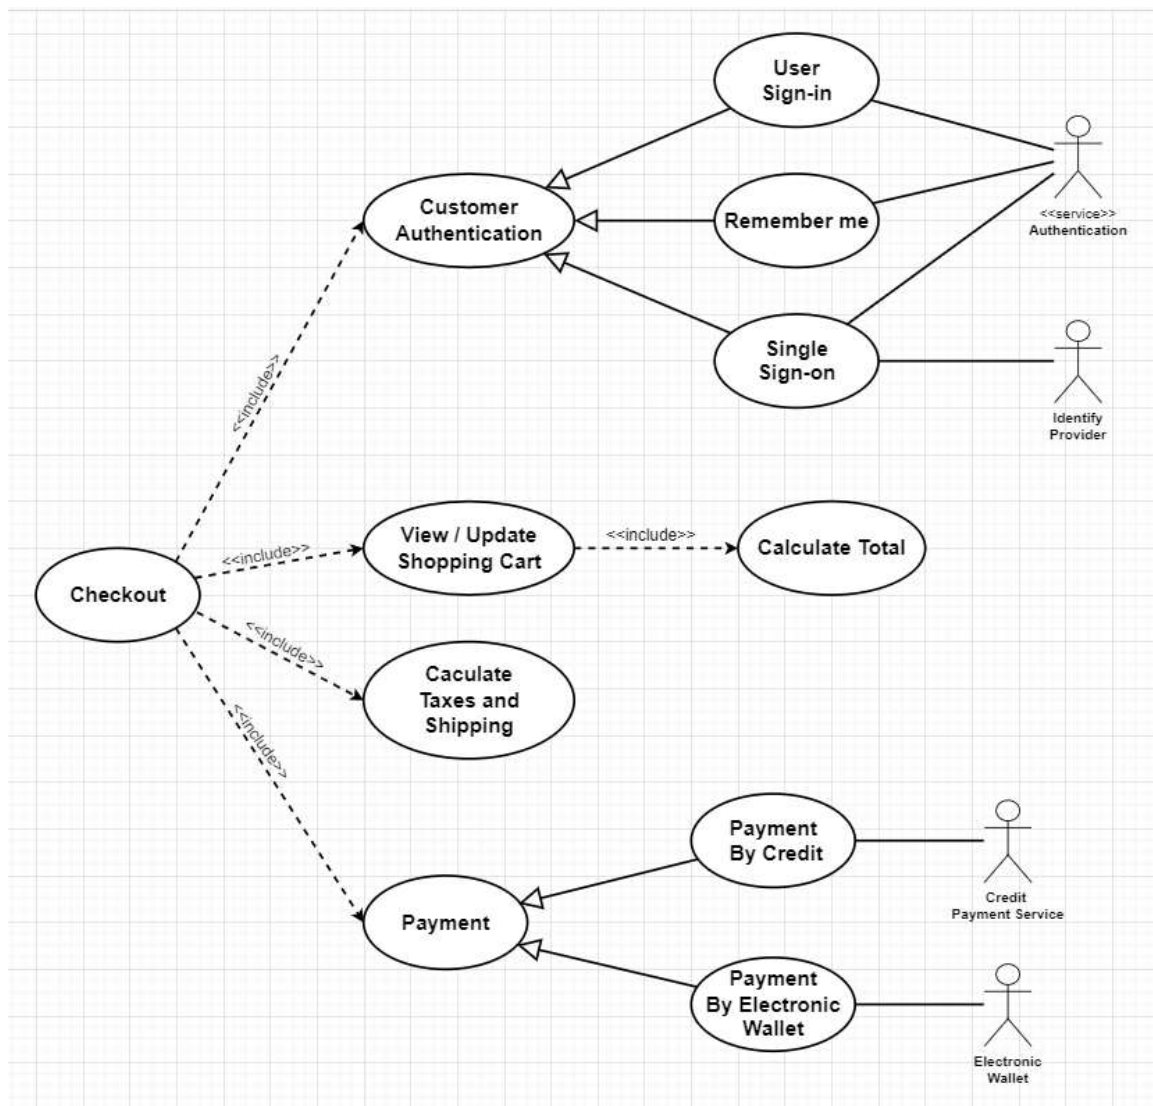 User
Sign-in
Customer
Authentication
Remember me
<<service>>
Authentication
Single
Sign-on
Identify
Provider
<<include>>
View / Update
Shopping Cart
<<include>>
Calculate Total
<<include>>
Checkout
<<include>>
Caculate
Taxes and
Shipping
<<include>>
Payment
By Credit
Credit
Payment Service
Payment
Payment
By Electronic
Wallet
Electronic
Wallet